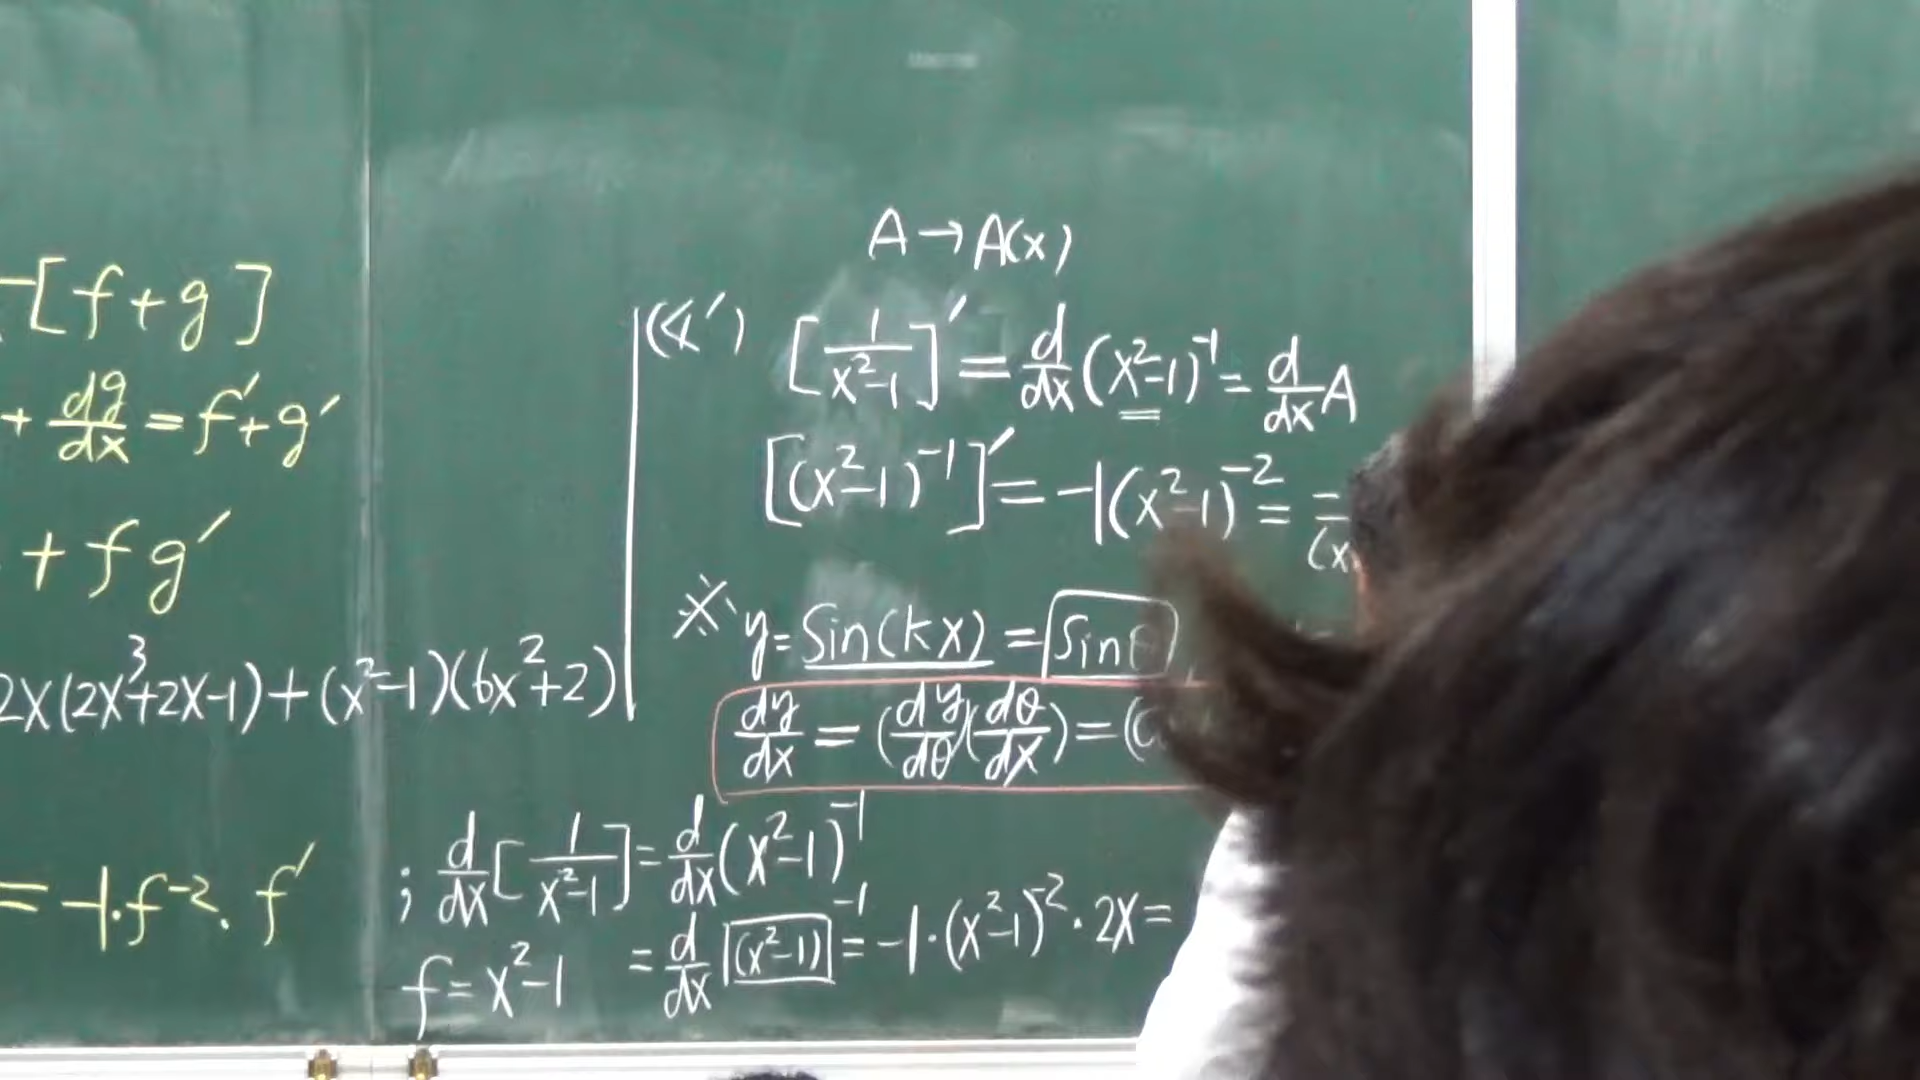 [f+g]
+ dg/dx = f'+g'
+ fg'
2x(2x³+2x-1)+(x²-1)(6x²+2)
= -1·f⁻²·f'
A→A(x)
[1/(x²-1)]' = d/dx (x²-1)⁻¹ = d/dx A
[(x²-1)⁻¹]' = -1(x²-1)⁻² =
※ y = Sin(kx) = Sin
dy/dx = (dy/dθ)(dθ/dx) = (
; d/dx [1/(x²-1)] = d/dx (x²-1)⁻¹
f = x²-1 = d/dx [(x²-1)]⁻¹ = -1·(x²-1)⁻²·2x =